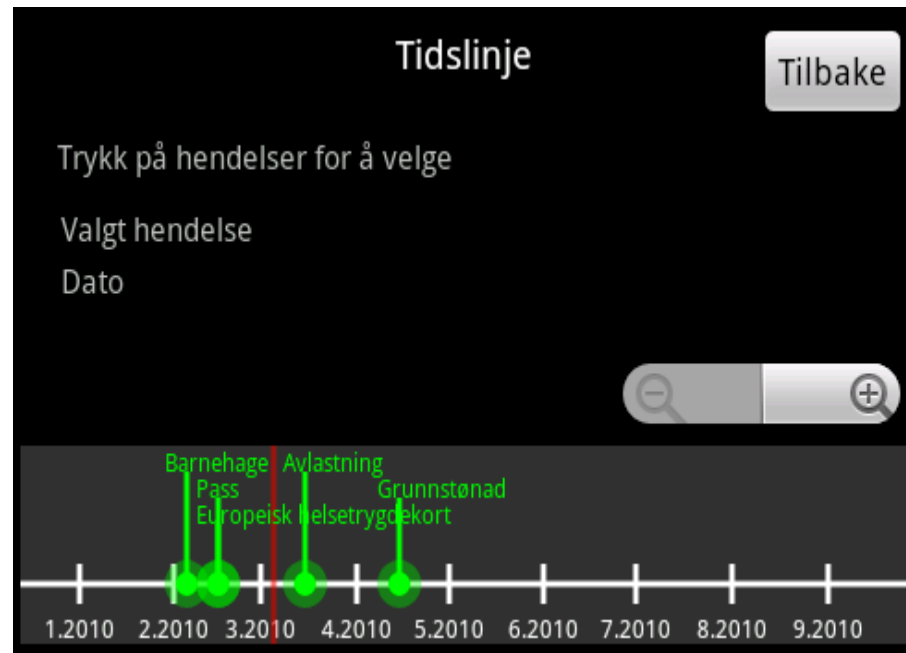 Tidslinje
Tilbake
Trykk på hendelser for å velge
Valgt hendelse
Dato
Barnehage Avlastning
Pass Grunnstønad
Europeisk helsetrygdekort
1.2010 2.2010 3.2010 4.2010 5.2010 6.2010 7.2010 8.2010 9.2010